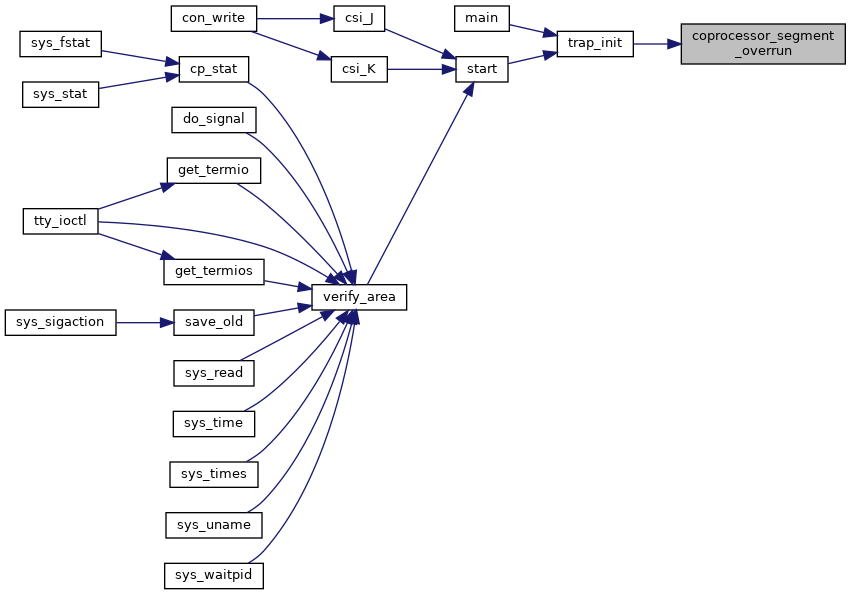 con_write
csi_J
main
coprocessor_segment
_overrun
sys_fstat
trap_init
cp_stat
csi_K
start
sys_stat
do_signal
get_termio
tty_ioctl
get_termios
verify_area
sys_sigaction
save_old
sys_read
sys_time
sys_times
sys_uname
sys_waitpid